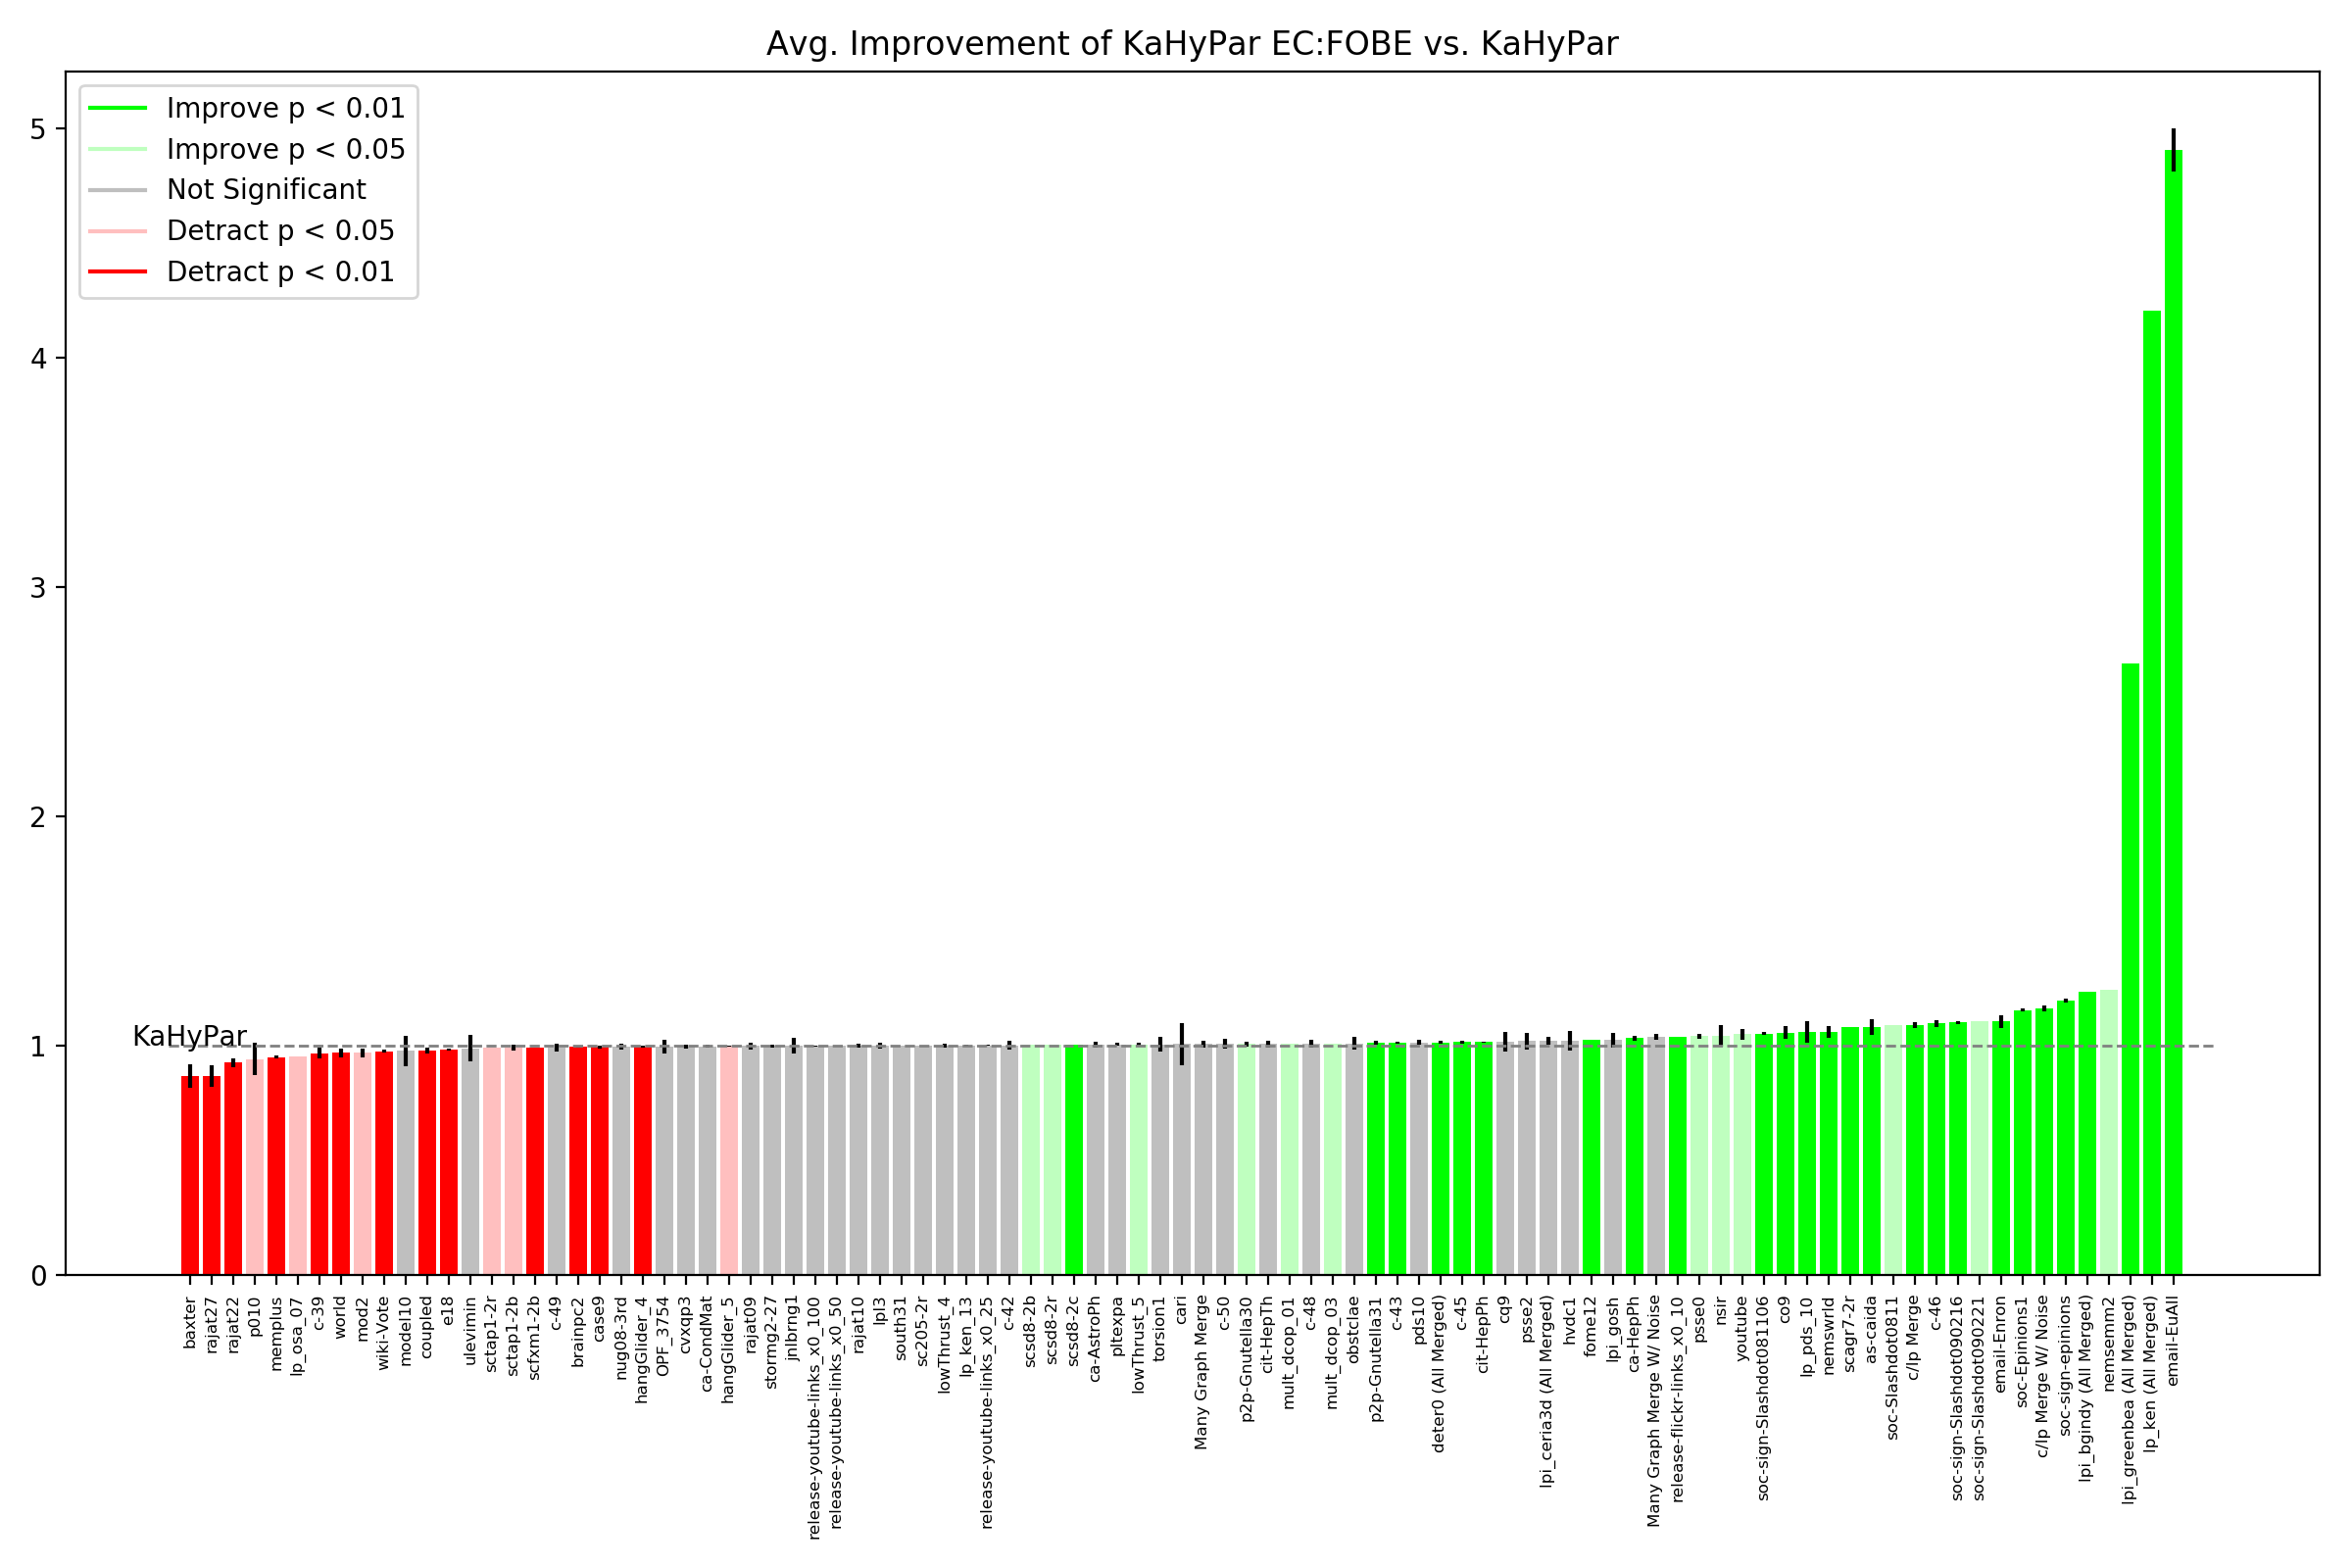 Avg. Improvement of KaHyPar EC:FOBE vs. KaHyPar
Improve p < 0.01
Improve p < 0.05
Not Significant
Detract p < 0.05
Detract p < 0.01
5
4
3
2
1
0
KaHyPar
baxter
rajat27
rajat22
p010
memplus
lp_osa_07
c-39
world
mod2
wiki-Vote
model10
coupled
e18
ulevimin
sctap1-2r
sctap1-2b
scfxm1-2b
c-49
brainpc2
case9
nug08-3rd
hangGlider_4
OPF_3754
cvxqp3
ca-CondMat
hangGlider_5
rajat09
stormg2-27
jnlbrng1
release-youtube-links_x0_100
release-youtube-links_x0_50
rajat10
lpl3
south31
sc205-2r
lowThrust_4
lp_ken_13
release-youtube-links_x0_25
c-42
scsd8-2b
scsd8-2r
scsd8-2c
ca-AstroPh
pltexpa
lowThrust_5
torsion1
cari
Many Graph Merge
c-50
p2p-Gnutella30
cit-HepTh
mult_dcop_01
c-48
mult_dcop_03
obstclae
p2p-Gnutella31
c-43
pds10
deter0 (All Merged)
c-45
cit-HepPh
cq9
psse2
lpi_ceria3d (All Merged)
hvdc1
fome12
lpi_gosh
ca-HepPh
Many Graph Merge W/ Noise
release-flickr-links_x0_10
psse0
nsir
youtube
soc-sign-Slashdot081106
co9
lp_pds_10
nemswrld
scagr7-2r
as-caida
soc-Slashdot0811
c/lp Merge
c-46
soc-sign-Slashdot090216
soc-sign-Slashdot090221
email-Enron
soc-Epinions1
c/lp Merge W/ Noise
soc-sign-epinions
lpi_bgindy (All Merged)
nemsemm2
lpi_greenbea (All Merged)
lp_ken (All Merged)
email-EuAll